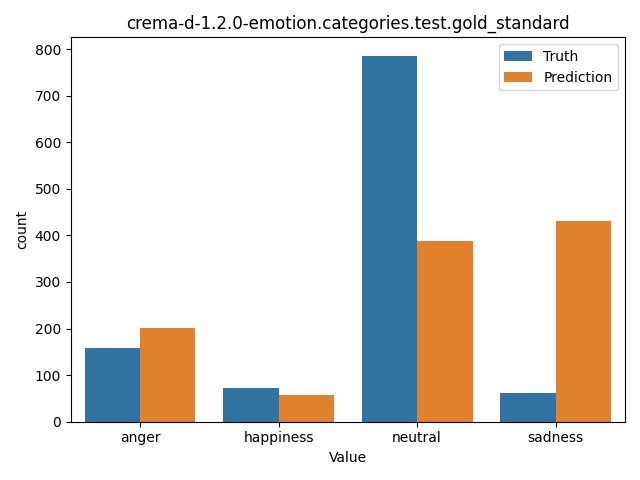 crema-d-1.2.0-emotion.categories.test.gold_standard
Truth
Prediction
count
800
700
600
500
400
300
200
100
0
anger happiness neutral sadness
Value